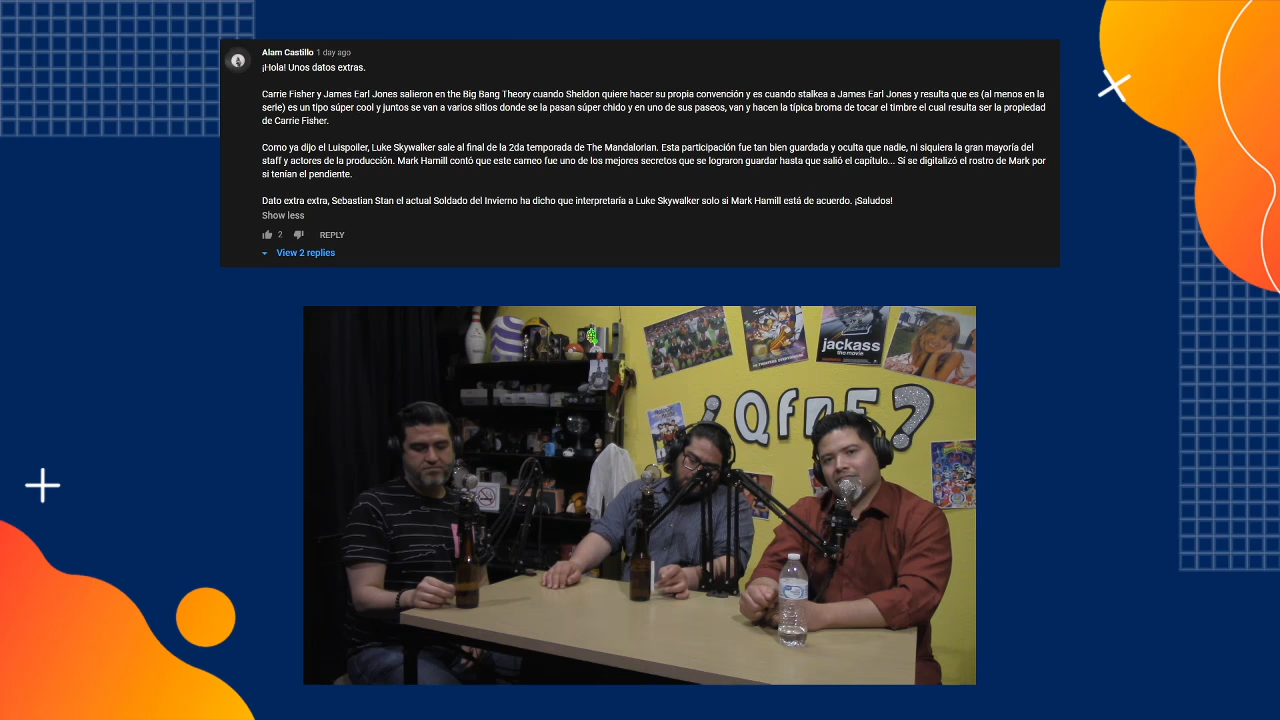 Alam Castillo 1 day ago
¡Hola! Unos datos extras.
Carrie Fisher y James Earl Jones salieron en the Big Bang Theory cuando Sheldon quiere hacer su propia convención y es cuando stalkea a James Earl Jones y resulta que es (al menos en la
serie) es un tipo súper cool y juntos se van a varios sitios donde se la pasan súper chido y en uno de sus paseos, van y hacen la típica broma de tocar el timbre el cual resulta ser la propiedad
de Carrie Fisher.
Como ya dijo el Luispoiler, Luke Skywalker sale al final de la 2da temporada de The Mandalorian. Esta participación fue tan bien guardada y oculta que nadie, ni siquiera la gran mayoría del
staff y actores de la producción. Mark Hamill contó que este cameo fue uno de los mejores secretos que se lograron guardar hasta que salió el capítulo... Sí se digitalizó el rostro de Mark por
si tenían el pendiente.
Dato extra extra, Sebastian Stan el actual Soldado del Invierno ha dicho que interpretaría a Luke Skywalker solo si Mark Hamill está de acuerdo. ¡Saludos!
Show less
2 REPLY
View 2 replies
jackass
the movie